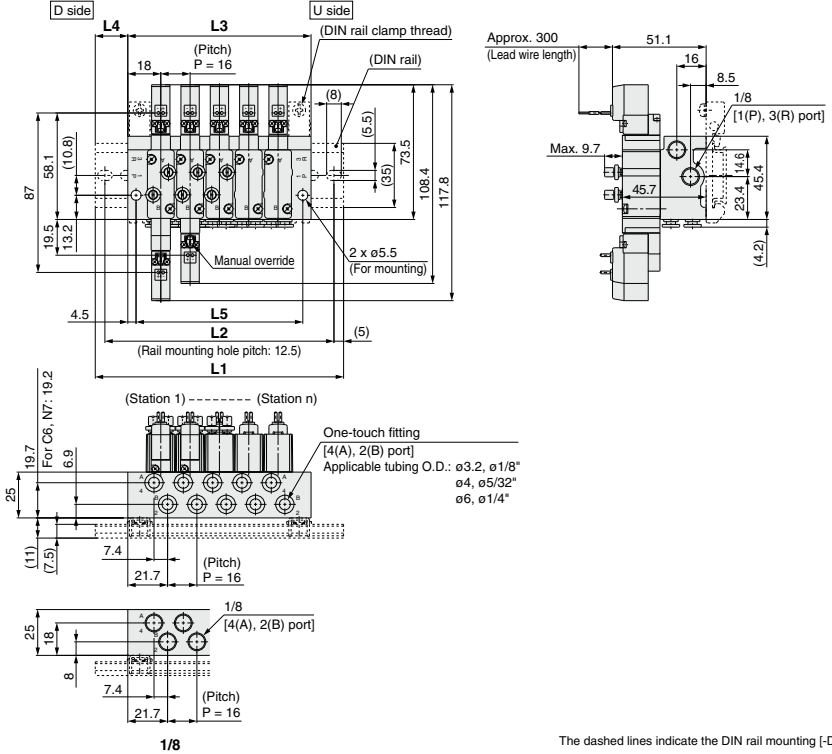 D side
U side
L4
L3
(DIN rail clamp thread)
18
(Pitch)
P = 16
(DIN rail)
(8)
(5.5)
(35)
73.5
108.4
117.8
87
58.1
(10.8)
19.5
13.2
Manual override
2 x ø5.5
(For mounting)
4.5
L5
L2
(5)
(Rail mounting hole pitch: 12.5)
L1
Approx. 300
(Lead wire length)
51.1
16
8.5
1/8
[1(P), 3(R) port]
Max. 9.7
45.7
14.6
23.4
45.4
(4.2)
(Station 1)
(Station n)
For C6, N7: 19.2
19.7
6.9
25
One-touch fitting
[4(A), 2(B) port]
Applicable tubing O.D.: ø3.2, ø1/8"
ø4, ø5/32"
ø6, ø1/4"
(11)
(7.5)
7.4
21.7
(Pitch)
P = 16
1/8
[4(A), 2(B) port]
25
18
8
7.4
21.7
(Pitch)
P = 16
1/8
The dashed lines indicate the DIN rail mounting [-D